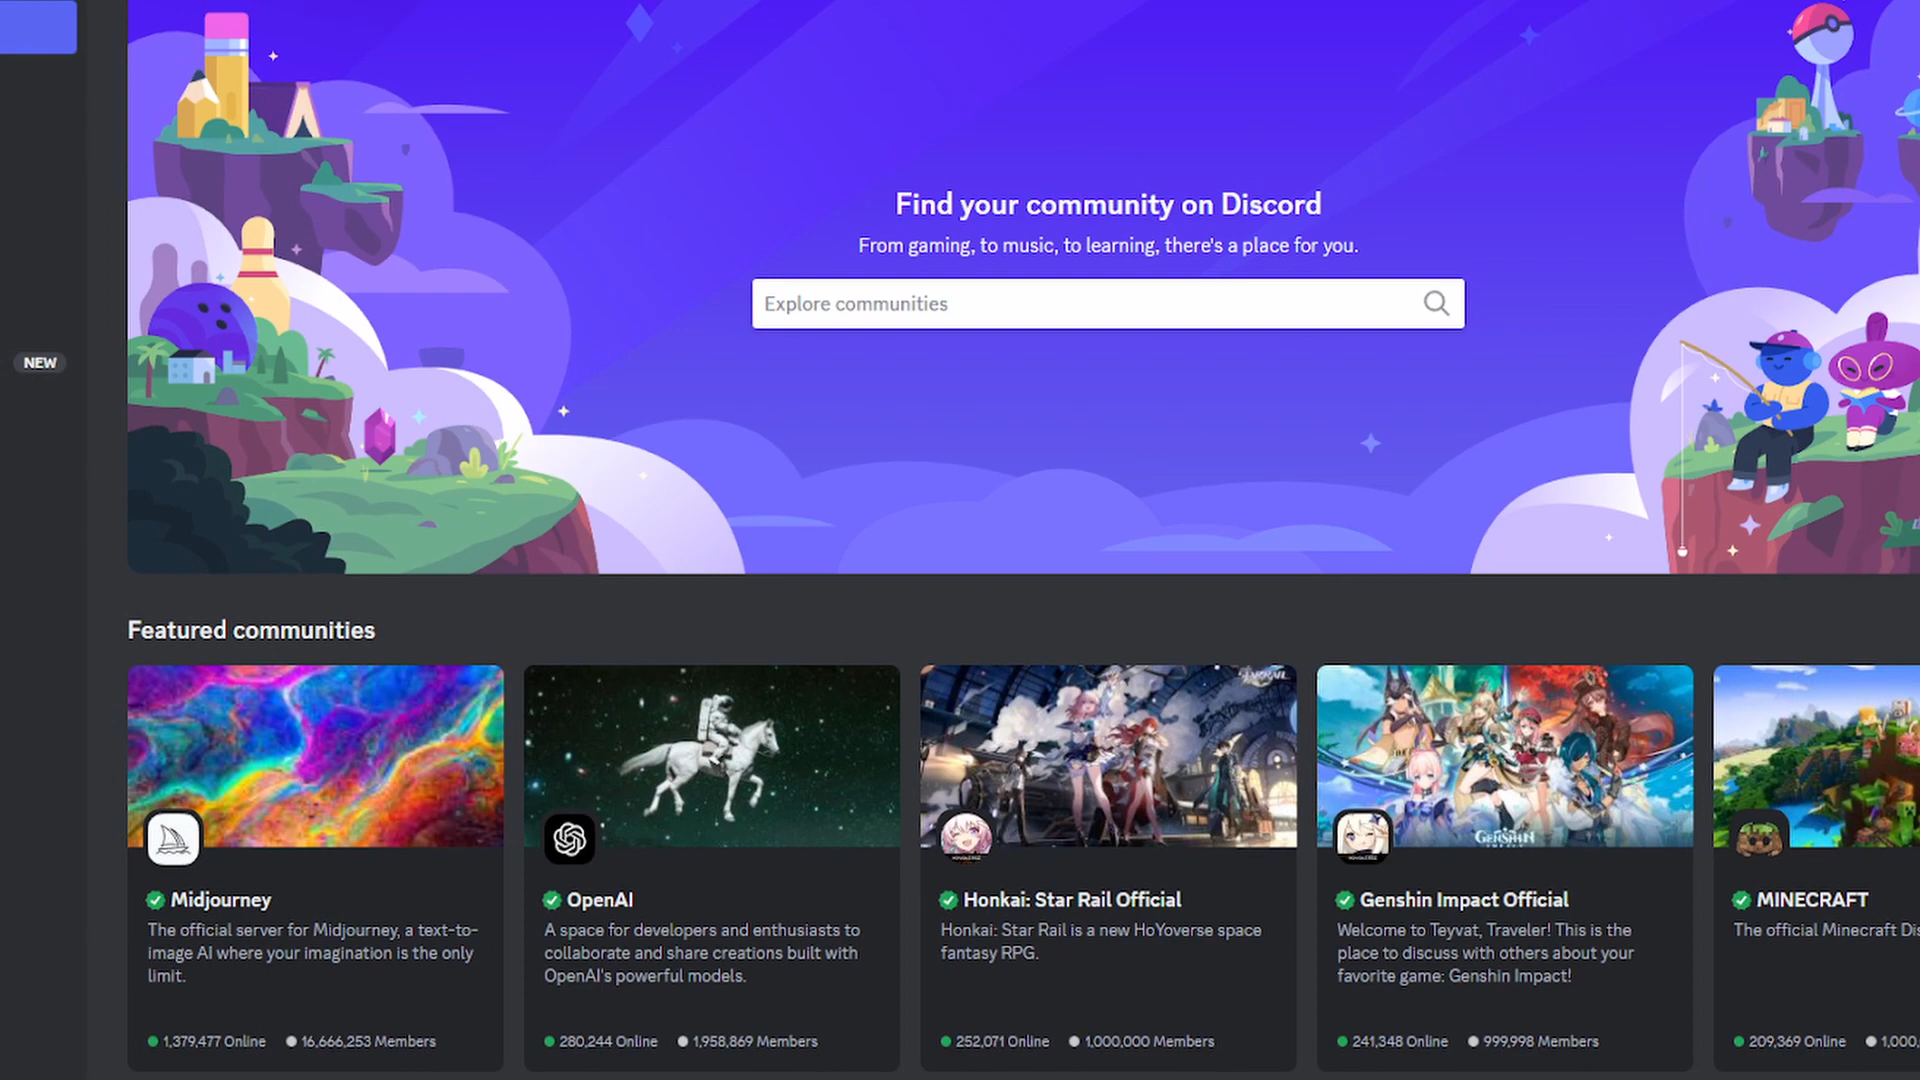 Find your community on Discord
From gaming, to music, to learning, there's a place for you.
Explore communities
NEW
Featured communities
STAR RAIL
GENSHIN
Midjourney
The official server for Midjourney, a text-to-
image AI where your imagination is the only
limit.
1,379,477 Online 16,666,253 Members
OpenAI
A space for developers and enthusiasts to
collaborate and share creations built with
OpenAI's powerful models.
280,244 Online 1,958,869 Members
Honkai: Star Rail Official
Honkai: Star Rail is a new HoYoverse space
fantasy RPG.
252,071 Online 1,000,000 Members
Genshin Impact Official
Welcome to Teyvat, Traveler! This is the
place to discuss with others about your
favorite game: Genshin Impact!
241,348 Online 999,998 Members
MINECRAFT
The official Minecraft Dis
209,369 Online 1,000,